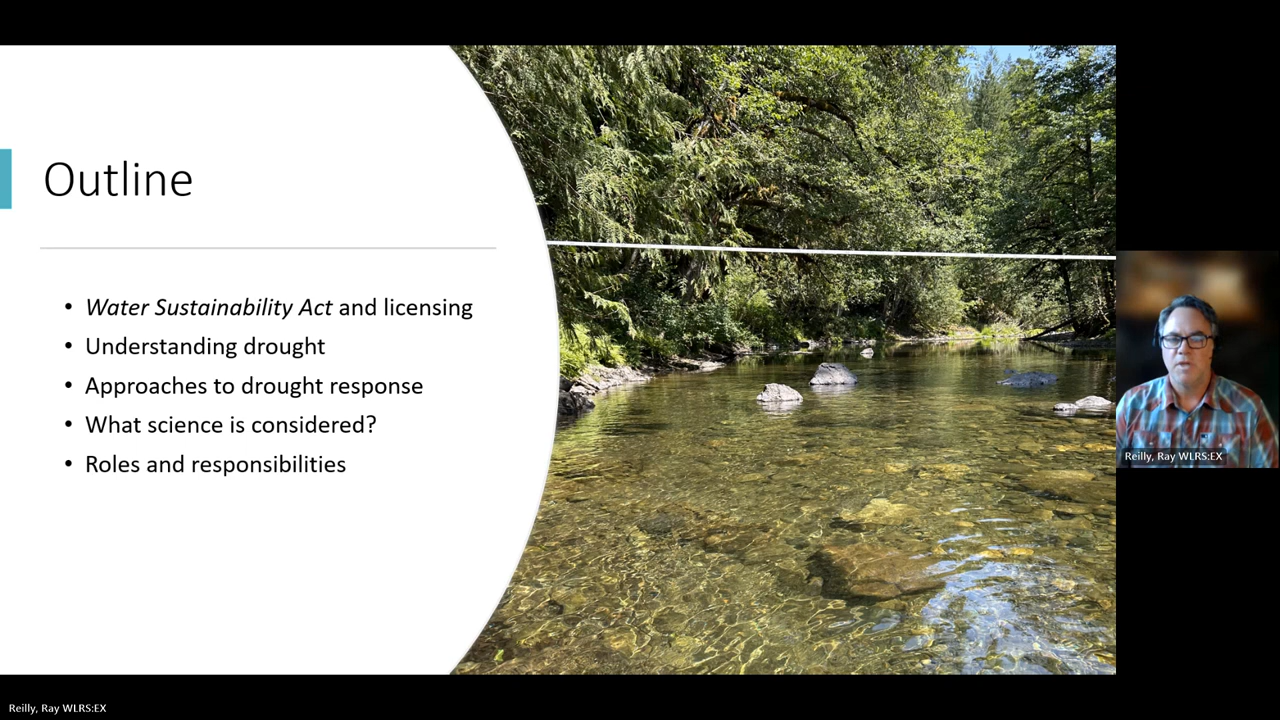 Outline
• Water Sustainability Act and licensing
• Understanding drought
• Approaches to drought response
• What science is considered?
• Roles and responsibilities
Reilly, Ray WLRS:EX
Reilly, Ray WLRS:EX